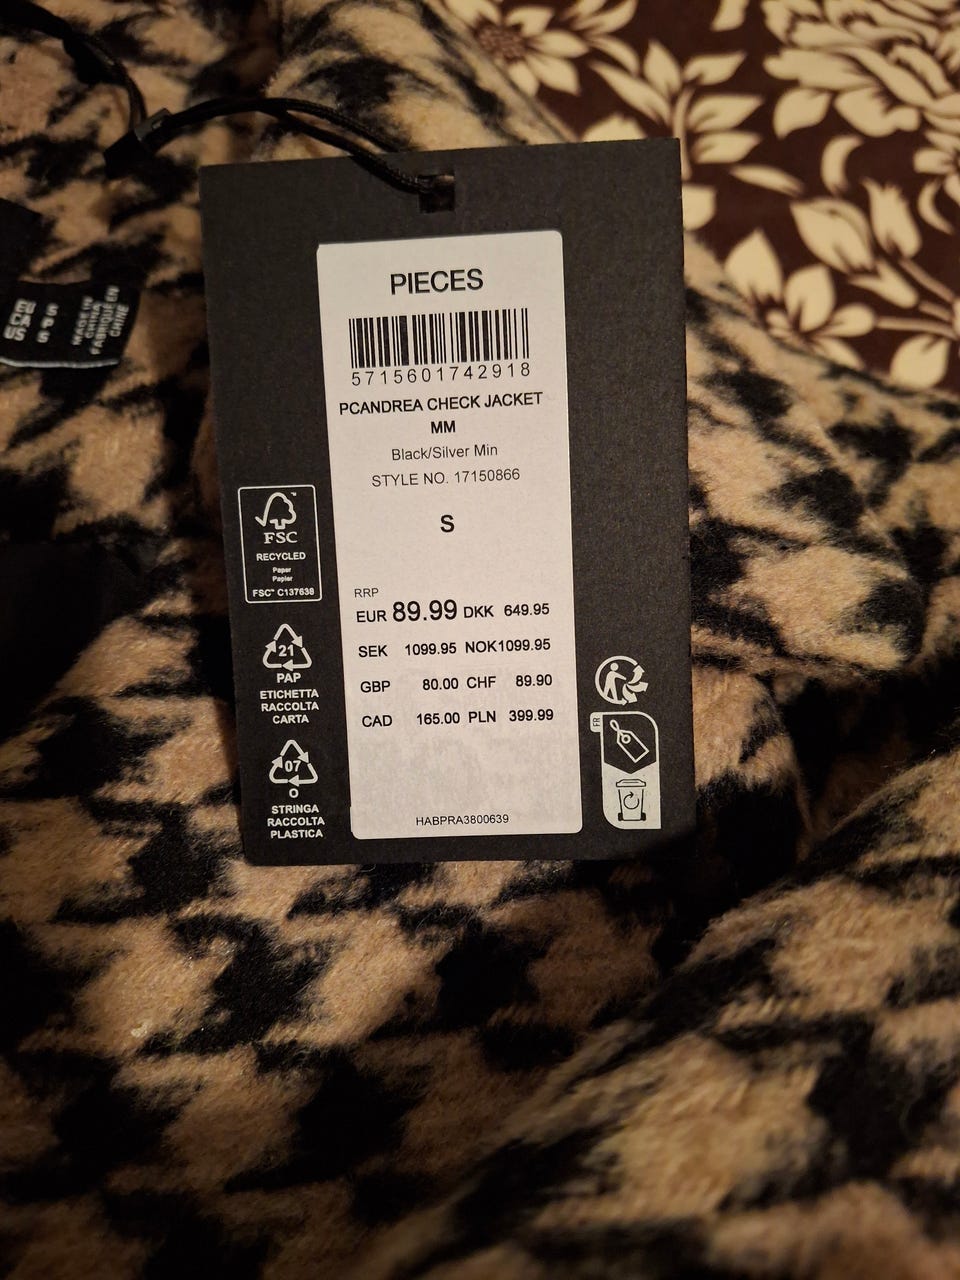 PIECES
5715601742918
PCANDREA CHECK JACKET
MM
Black/Silver Min
STYLE NO. 17150866
S
RRP
EUR 89.99 DKK 649.95
SEK 1099.95 NOK 1099.95
GBP 80.00 CHF 89.90
CAD 165.00 PLN 399.99
HABPRA3800639
FSC
RECYCLED
Paper
Papier
FSC™ C137638
21
PAP
ETICHETTA
RACCOLTA
CARTA
07
O
STRINGA
RACCOLTA
PLASTICA
FR
MADE IN
CHINA
FABRIQUÉ EN
CHINE